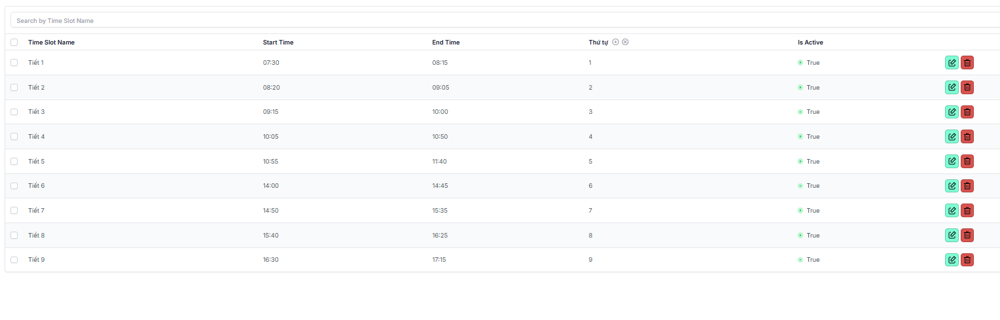 Search by Time Slot Name
Time Slot Name Start Time End Time Thứ tự Is Active
Tiết 1 07:30 08:15 1 True
Tiết 2 08:20 09:05 2 True
Tiết 3 09:15 10:00 3 True
Tiết 4 10:05 10:50 4 True
Tiết 5 10:55 11:40 5 True
Tiết 6 14:00 14:45 6 True
Tiết 7 14:50 15:35 7 True
Tiết 8 15:40 16:25 8 True
Tiết 9 16:30 17:15 9 True